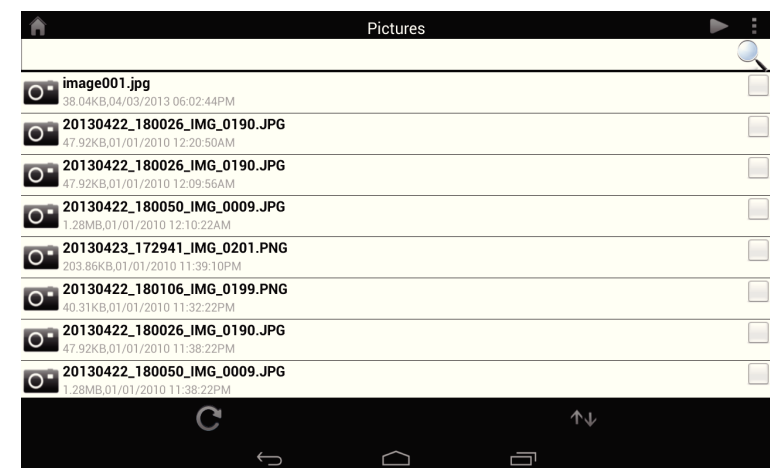 Pictures
image001.jpg
38.04KB,04/03/2013 06:02:44PM
20130422_180026_IMG_0190.JPG
47.92KB,01/01/2010 12:20:50AM
20130422_180026_IMG_0190.JPG
47.92KB,01/01/2010 12:09:56AM
20130422_180050_IMG_0009.JPG
1.28MB,01/01/2010 12:10:22AM
20130423_172941_IMG_0201.PNG
203.86KB,01/01/2010 11:39:10PM
20130422_180106_IMG_0199.PNG
40.31KB,01/01/2010 11:32:22PM
20130422_180026_IMG_0190.JPG
47.92KB,01/01/2010 11:38:22PM
20130422_180050_IMG_0009.JPG
1.28MB,01/01/2010 11:38:22PM